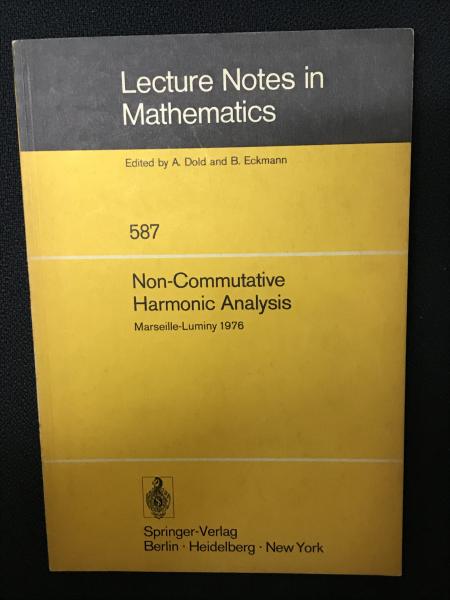 Lecture Notes in
Mathematics
Edited by A. Dold and B. Eckmann
587
Non-Commutative
Harmonic Analysis
Marseille-Luminy 1976
Springer-Verlag
Berlin · Heidelberg · New York